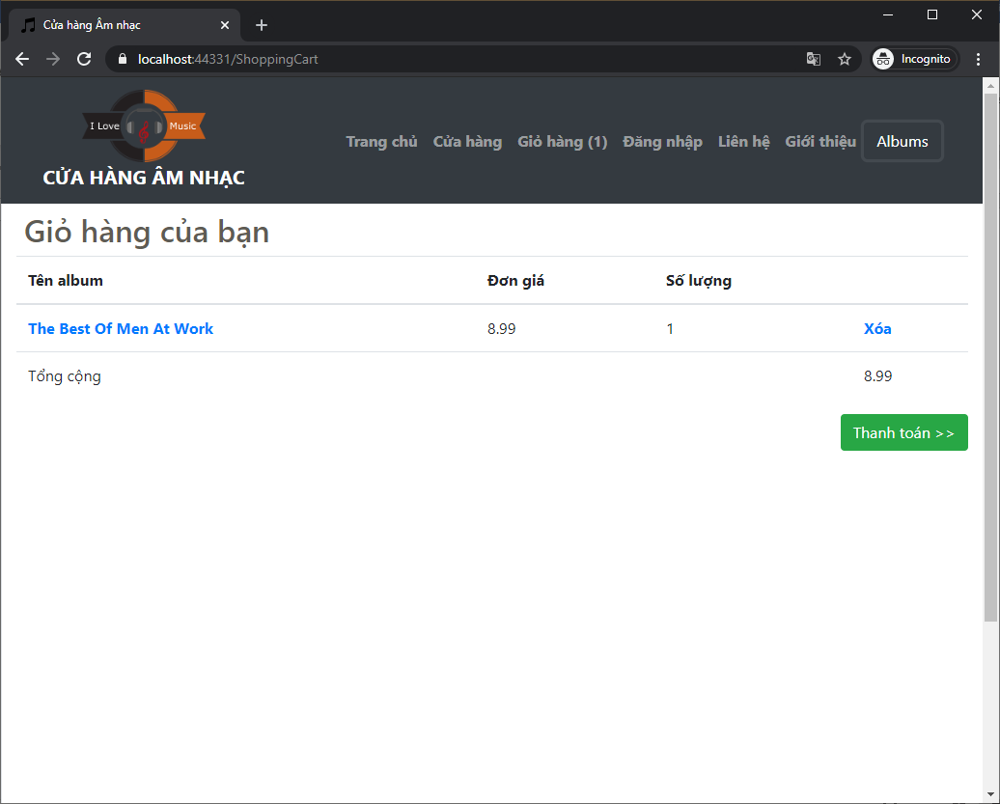 Cửa hàng Âm nhạc
localhost:44331/ShoppingCart
Incognito
I Love Music
CỬA HÀNG ÂM NHẠC
Trang chủ Cửa hàng Giỏ hàng (1) Đăng nhập Liên hệ Giới thiệu Albums
Giỏ hàng của bạn
Tên album Đơn giá Số lượng
The Best Of Men At Work 8.99 1 Xóa
Tổng cộng 8.99
Thanh toán >>